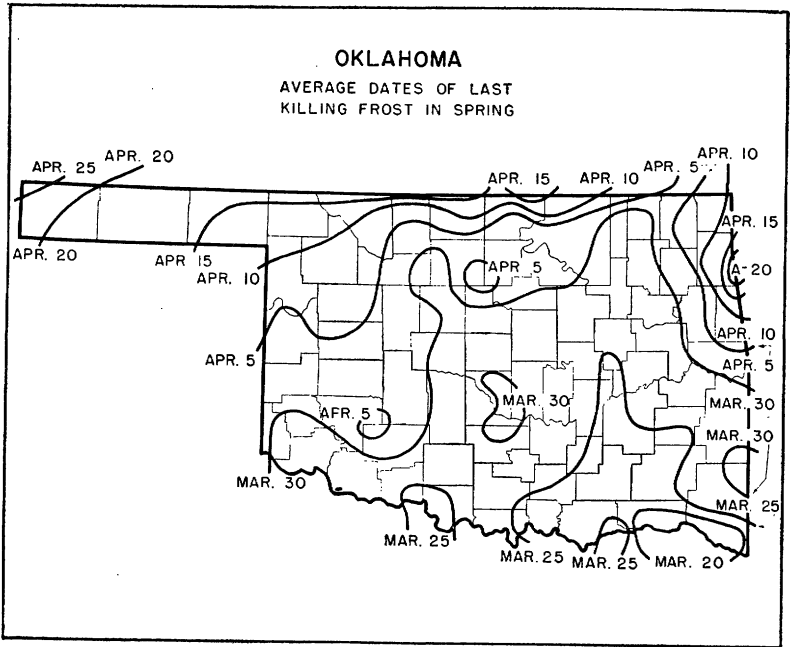 OKLAHOMA
AVERAGE DATES OF LAST
KILLING FROST IN SPRING
APR. 25
APR. 20
APR. 15
APR. 10
APR. 5
APR. 10
APR. 15
A-20
APR. 20
APR. 15
APR. 10
APR. 5
APR. 5
APR. 10
APR. 5
MAR. 30
AFR. 5
MAR. 30
MAR. 30
MAR. 30
MAR. 25
MAR. 25
MAR. 25
MAR. 25
MAR. 20